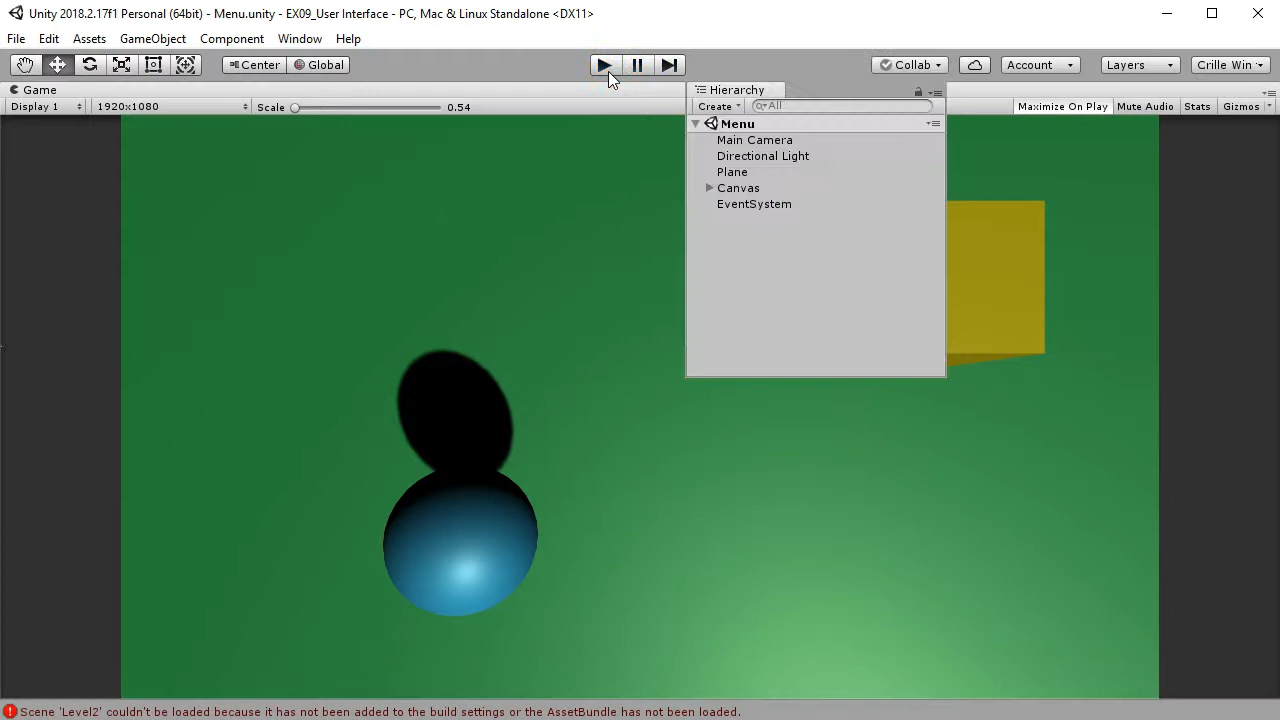 Unity 2018.2.17f1 Personal (64bit) - Menu.unity - EX09_User Interface - PC, Mac & Linux Standalone <DX11>
File Edit Assets GameObject Component Window Help
Center Global Collab Account Layers Crille Win
Game Hierarchy
Display 1 1920x1080 Scale 0.54 Create All Maximize On Play Mute Audio Stats Gizmos
Menu
Main Camera
Directional Light
Plane
Canvas
EventSystem
Scene 'Level2' couldn't be loaded because it has not been added to the build settings or the AssetBundle has not been loaded.